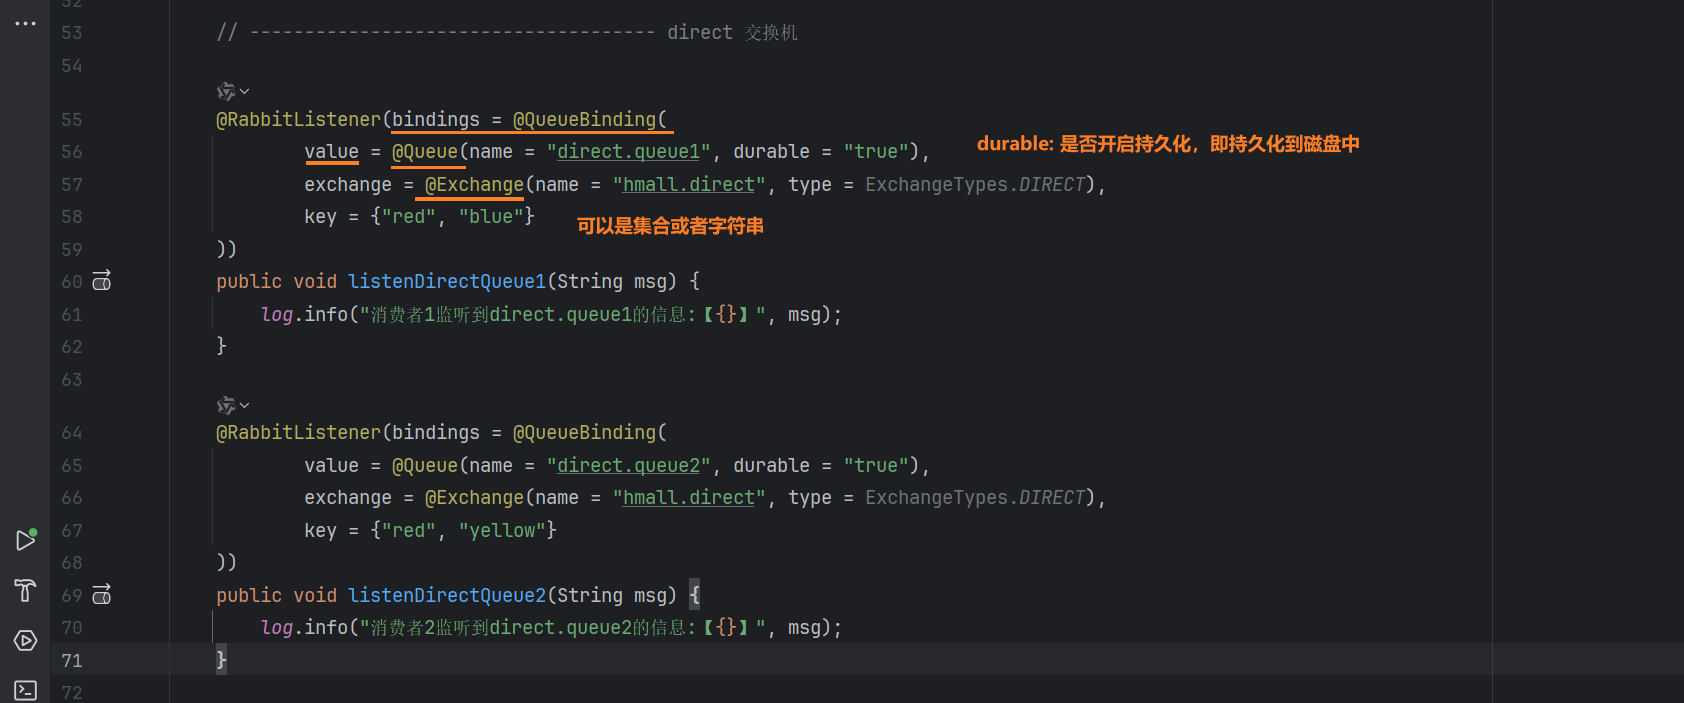 53 // ------------------------------------- direct 交换机
54
55 @RabbitListener(bindings = @QueueBinding(
56 value = @Queue(name = "direct.queue1", durable = "true"), durable: 是否开启持久化，即持久化到磁盘中
57 exchange = @Exchange(name = "hmall.direct", type = ExchangeTypes.DIRECT),
58 key = {"red", "blue"} 可以是集合或者字符串
59 ))
60 public void listenDirectQueue1(String msg) {
61 log.info("消费者1监听到direct.queue1的信息:【{}】", msg);
62 }
63
64 @RabbitListener(bindings = @QueueBinding(
65 value = @Queue(name = "direct.queue2", durable = "true"),
66 exchange = @Exchange(name = "hmall.direct", type = ExchangeTypes.DIRECT),
67 key = {"red", "yellow"}
68 ))
69 public void listenDirectQueue2(String msg) {
70 log.info("消费者2监听到direct.queue2的信息:【{}】", msg);
71 }
72